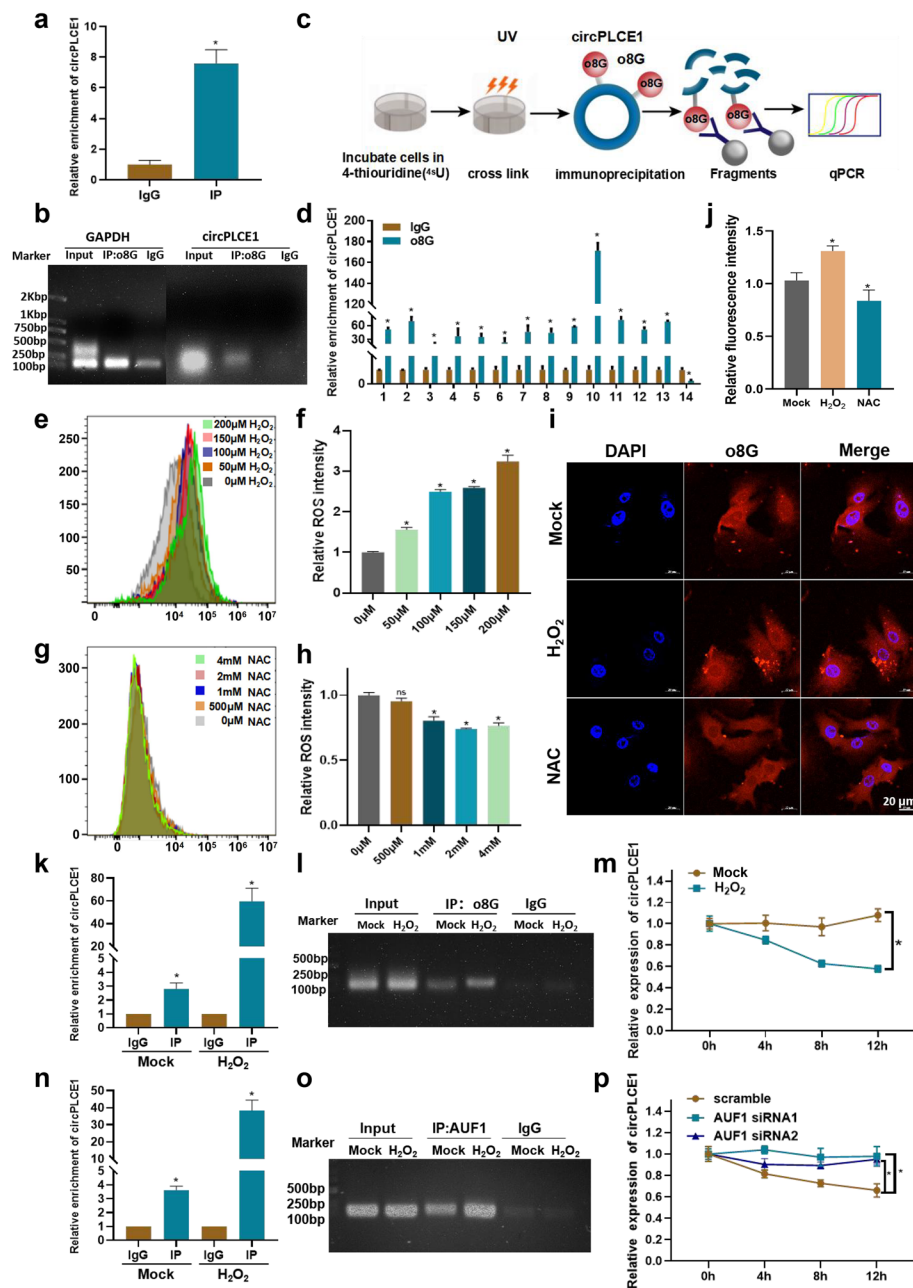 a
Relative enrichment of circPLCE1
10
8
6
4
2
0
*
IgG
IP
c
UV
circPLCE1
o8G
o8G
o8G
o8G
o8G
Incubate cells in
4-thiouridine(4sU)
cross link
immunoprecipitation
Fragments
qPCR
b
GAPDH
circPLCE1
Marker
Input IP:o8G IgG
Input IP:o8G IgG
2Kbp
1Kbp
750bp
500bp
250bp
100bp
d
Relative enrichment of circPLCE1
IgG
o8G
200
180
160
140
120
90
60
30
2
1
0
* * * * * * * * * * * * * *
1 2 3 4 5 6 7 8 9 10 11 12 13 14
j
Relative fluorescence intensity
1.5
1.0
0.5
0.0
*
*
Mock H2O2 NAC
e
250
200
150
100
50
0
200μM H2O2
150μM H2O2
100μM H2O2
50μM H2O2
0μM H2O2
0 10⁴ 10⁵ 10⁶ 10⁷
f
Relative ROS intensity
4
3
2
1
0
* * * *
0μM
50μM
100μM
150μM
200μM
i
DAPI
o8G
Merge
Mock
H2O2
NAC
20 μm
g
300
200
100
0
4mM NAC
2mM NAC
1mM NAC
500μM NAC
0μM NAC
0 10⁴ 10⁵ 10⁶ 10⁷
h
Relative ROS intensity
1.0
0.5
0.0
ns * * *
0μM
500μM
1mM
2mM
4mM
k
Relative enrichment of circPLCE1
80
60
40
20
5
4
3
2
1
0
*
*
IgG IP IgG IP
Mock H2O2
l
Input IP: o8G IgG
Marker
Mock H2O2 Mock H2O2 Mock H2O2
500bp
250bp
100bp
m
Relative expression of circPLCE1
Mock
H2O2
1.4
1.2
1.0
0.8
0.6
0.4
0.2
0.0
*
0h 4h 8h 12h
n
Relative enrichment of circPLCE1
50
40
30
20
10
5
4
3
2
1
0
*
*
IgG IP IgG IP
Mock H2O2
o
Input IP:AUF1 IgG
Marker
Mock H2O2 Mock H2O2 Mock H2O2
500bp
250bp
100bp
p
Relative expression of circPLCE1
scramble
AUF1 siRNA1
AUF1 siRNA2
1.4
1.2
1.0
0.8
0.6
0.4
0.2
0.0
* *
0h 4h 8h 12h